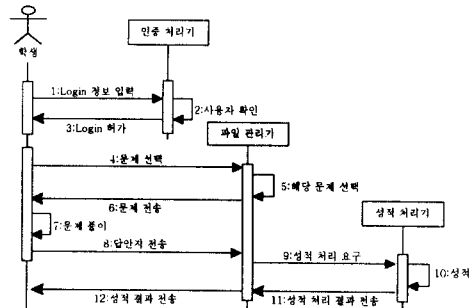 인증 처리기
학생
1:Login 정보 입력
2:사용자 확인
3:Login 허가
파일 관리기
4:문제 선택
5:해당 문제 선택
6:문제 전송
성적 처리기
7:문제 풀이
8:답안지 전송
9:성적 처리 요구
10:성적
12:성적 결과 전송
11:성적 처리 결과 전송